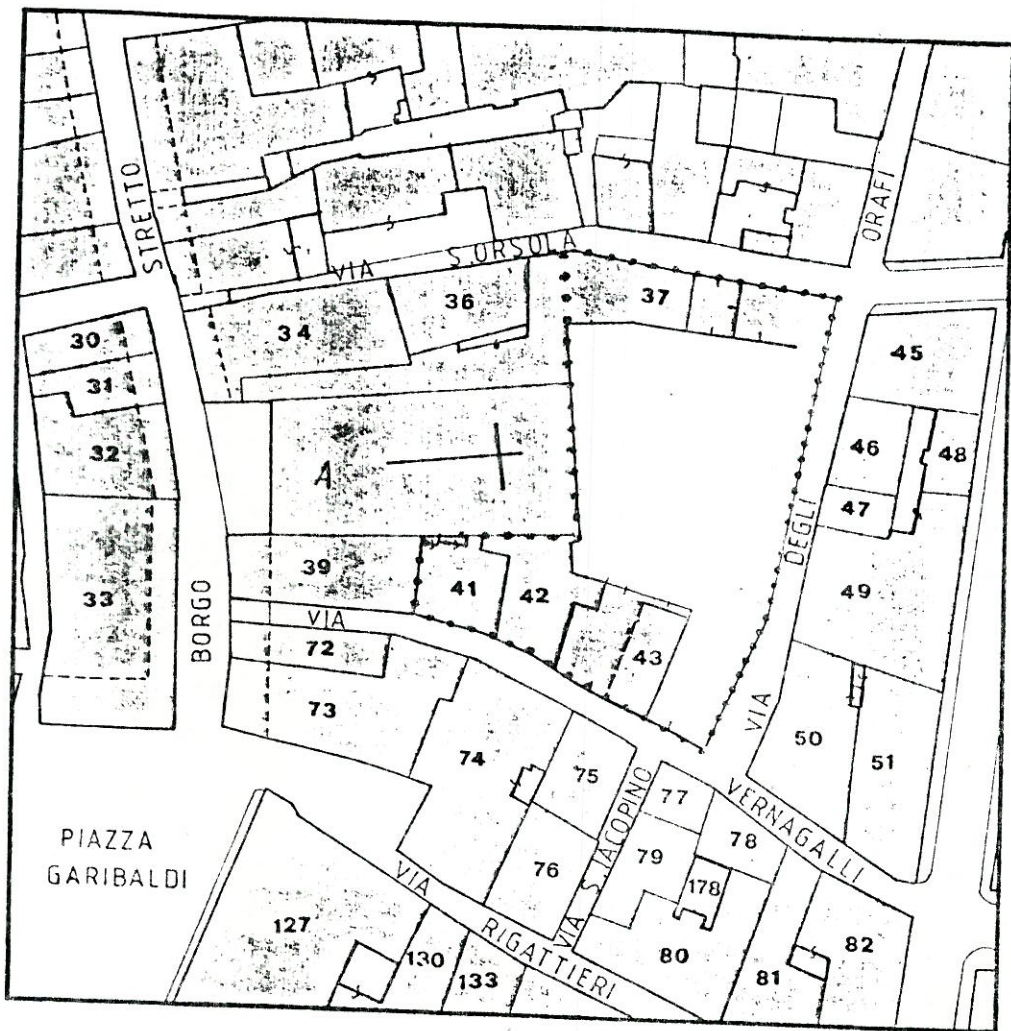 STRETTO
ORAFI
VIA S. ORSOLA
30
31
32
33
34
36
37
45
46
47
48
49
A
39
41
42
43
BORGO
VIA
DEGLI
VIA
72
73
74
75
76
77
78
79
178
80
50
51
VERNAGALLI
VIA S. IACOPINO
PIAZZA
GARIBALDI
VIA
RIGATTIERI
127
130
133
81
82